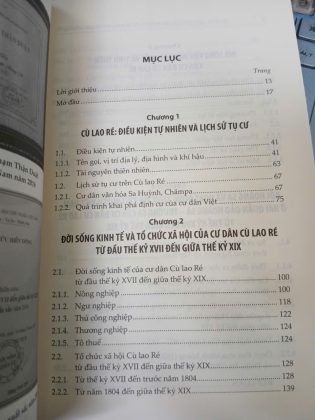 MỤC LỤC
Trang
Lời giới thiệu 13
Mở đầu 17
Chương 1
CÙ LAO RÉ: ĐIỀU KIỆN TỰ NHIÊN VÀ LỊCH SỬ TỤ CƯ
1.1. Điều kiện tự nhiên 41
1.1.1. Tên gọi, vị trí địa lý, địa hình và khí hậu 41
1.1.2. Tài nguyên thiên nhiên 63
1.2. Lịch sử tụ cư trên Cù lao Ré 67
1.2.1. Cư dân văn hóa Sa Huỳnh, Chămpa 67
1.2.2. Quá trình khai phá định cư của cư dân Việt 75
Chương 2
ĐỜI SỐNG KINH TẾ VÀ TỔ CHỨC XÃ HỘI CỦA CƯ DÂN CÙ LAO RÉ
TỪ ĐẦU THẾ KỶ XVII ĐẾN GIỮA THẾ KỶ XIX
2.1. Đời sống kinh tế của cư dân Cù lao Ré
từ đầu thế kỷ XVII đến giữa thế kỷ XIX 100
2.1.1. Nông nghiệp 100
2.1.2. Ngư nghiệp 118
2.1.3. Thủ công nghiệp 122
2.1.4. Thương nghiệp 124
2.1.5. Tô thuế 124
2.2. Tổ chức xã hội Cù lao Ré
từ đầu thế kỷ XVII đến giữa thế kỷ XIX 128
2.2.1. Từ thế kỷ XVII đến trước năm 1804 128
2.2.2. Từ năm 1804 đến giữa thế kỷ XIX 139